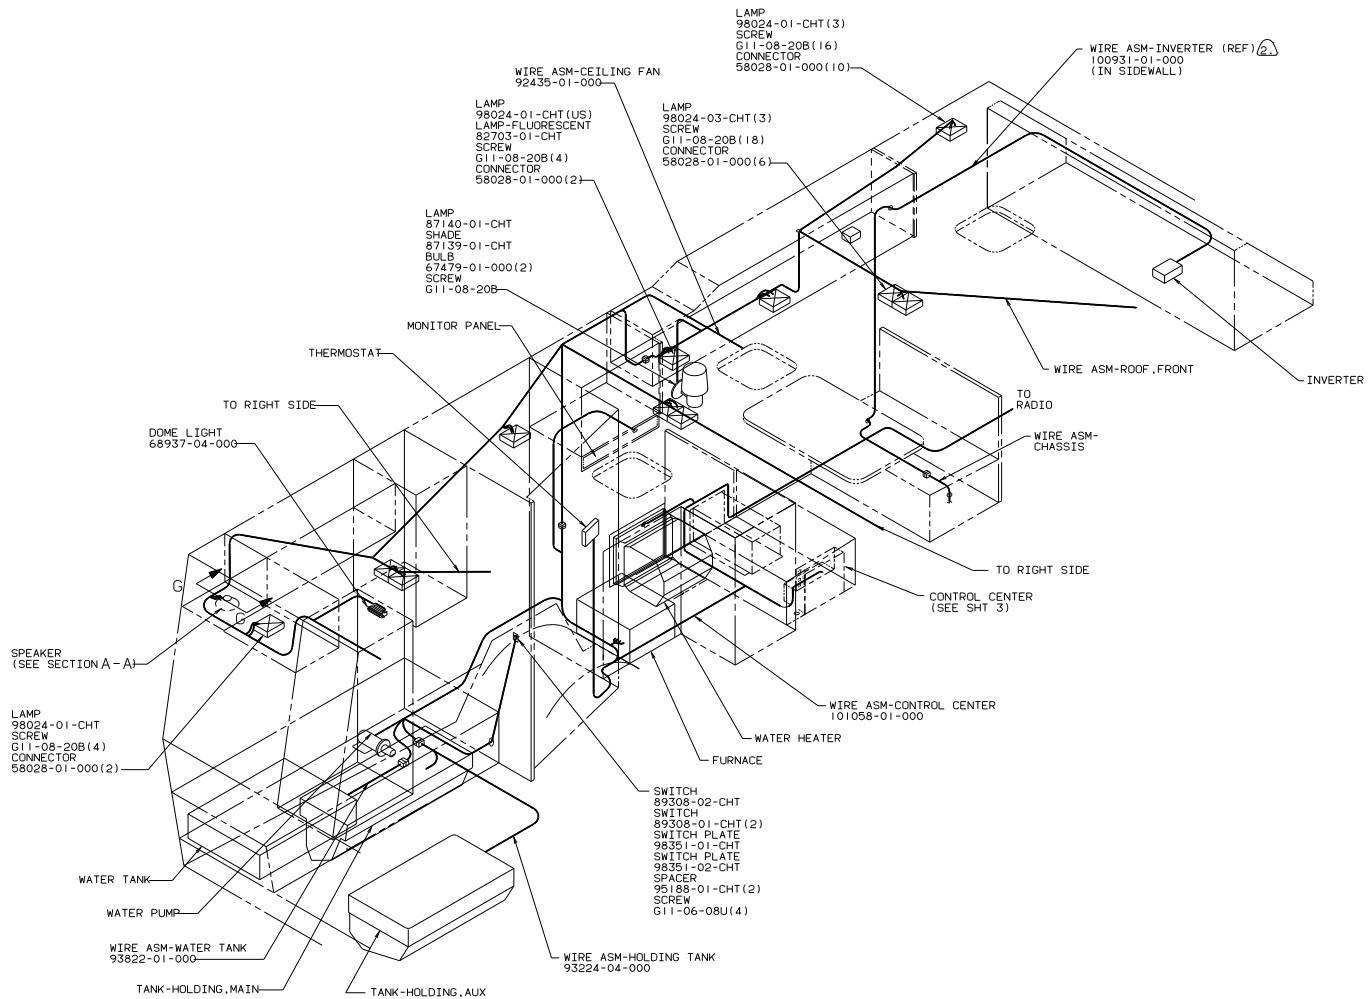 LAMP
98024-01-CHT(3)
SCREW
G11-08-20B(16)
CONNECTOR
58028-01-000(10)
WIRE ASM-INVERTER (REF) 2.
100931-01-000
(IN SIDEWALL)
WIRE ASM-CEILING FAN
92435-01-000
LAMP
98024-01-CHT(US)
LAMP-FLUORESCENT
82703-01-CHT
SCREW
G11-08-20B(4)
CONNECTOR
58028-01-000(2)
LAMP
98024-03-CHT(3)
SCREW
G11-08-20B(18)
CONNECTOR
58028-01-000(6)
LAMP
87140-01-CHT
SHADE
87139-01-CHT
BULB
67479-01-000(2)
SCREW
G11-08-20B
MONITOR PANEL
THERMOSTAT
TO RIGHT SIDE
DOME LIGHT
68937-04-000
WIRE ASM-ROOF,FRONT
INVERTER
TO
RADIO
WIRE ASM-
CHASSIS
TO RIGHT SIDE
CONTROL CENTER
(SEE SHT 3)
G
G
SPEAKER
(SEE SECTION A-A)
LAMP
98024-01-CHT
SCREW
G11-08-20B(4)
CONNECTOR
58028-01-000(2)
WIRE ASM-CONTROL CENTER
101058-01-000
WATER HEATER
FURNACE
SWITCH
89308-02-CHT
SWITCH
89308-01-CHT(2)
SWITCH PLATE
98351-01-CHT
SWITCH PLATE
98351-02-CHT
SPACER
95188-01-CHT(2)
SCREW
G11-06-08U(4)
WATER TANK
WATER PUMP
WIRE ASM-WATER TANK
93822-01-000
TANK-HOLDING,MAIN
TANK-HOLDING,AUX
WIRE ASM-HOLDING TANK
93224-04-000